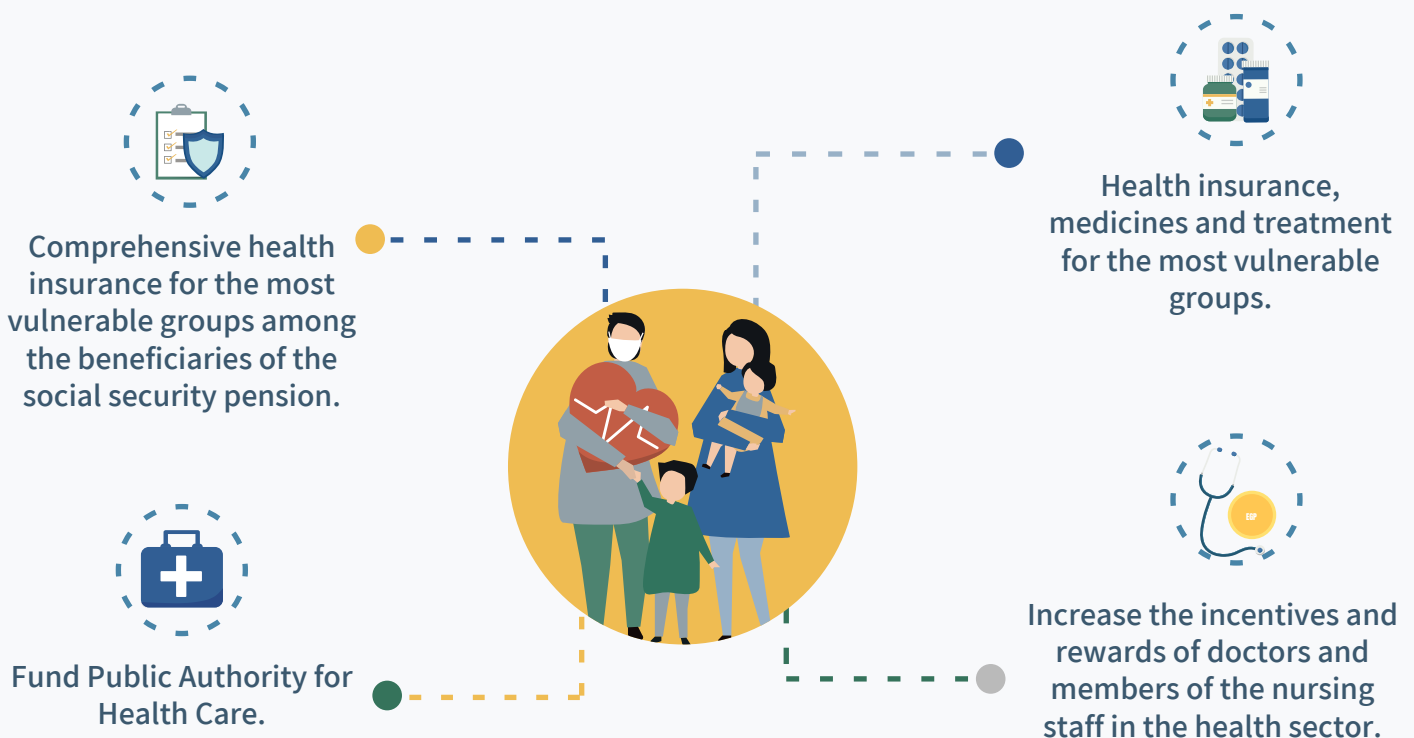 Comprehensive health
insurance for the most
vulnerable groups among
the beneficiaries of the
social security pension.
Health insurance,
medicines and treatment
for the most vulnerable
groups.
Fund Public Authority for
Health Care.
Increase the incentives and
rewards of doctors and
members of the nursing
staff in the health sector.